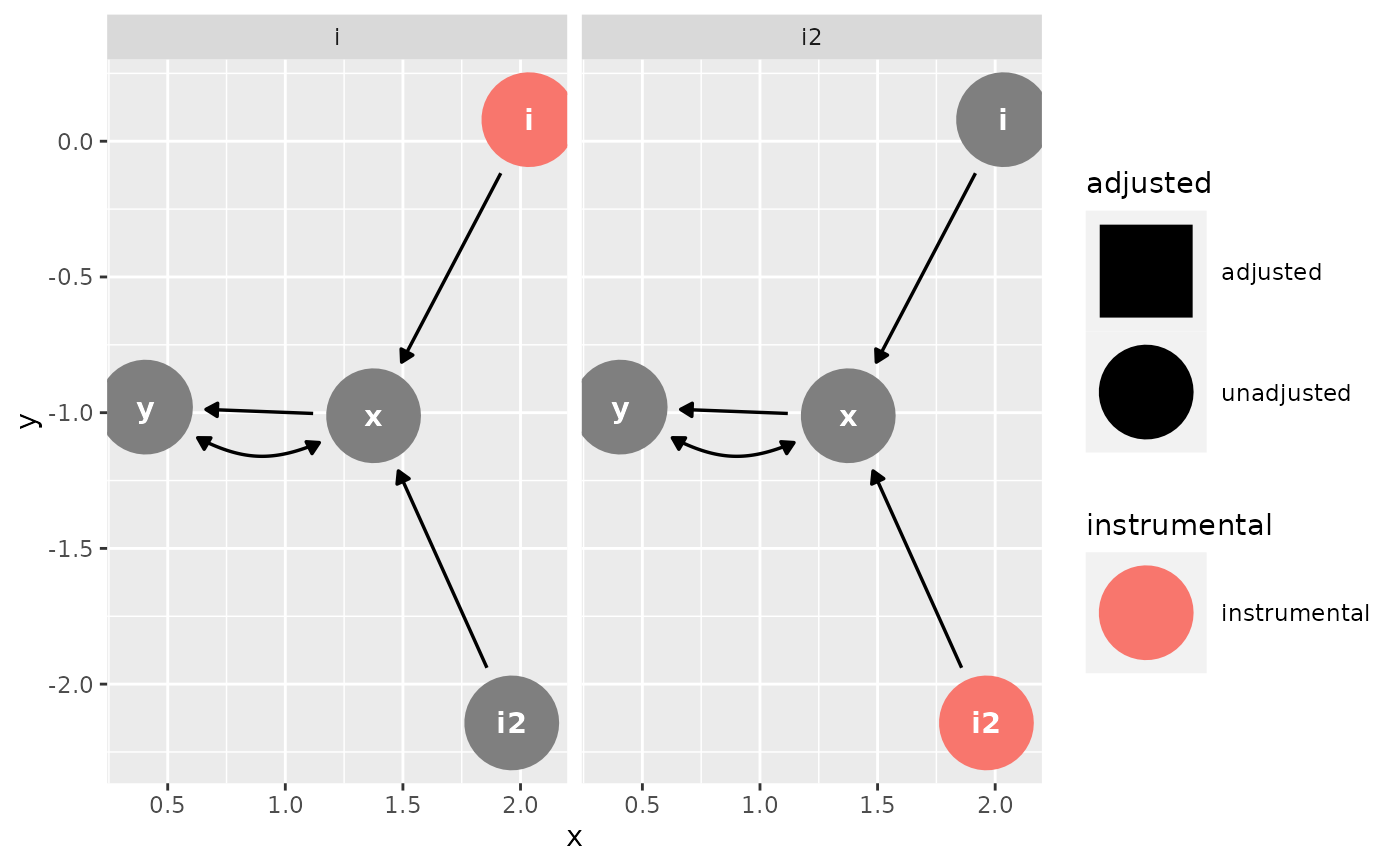 i i2
i i
0.0
adjusted
-0.5
adjusted
unadjusted
y x y x
-1.0
y
instrumental
-1.5
instrumental
-2.0
i2 i2
0.5 1.0 1.5 2.0 0.5 1.0 1.5 2.0
x